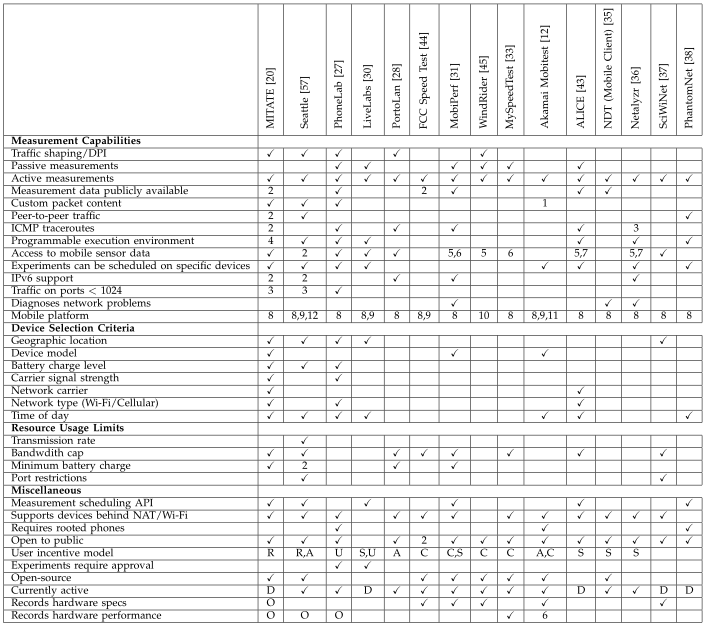 MITATE [20] Seattle [57] PhoneLab [27] LiveLabs [30] PortoLan [28] FCC Speed Test [44] MobiPerf [31] WindRider [45] MySpeedTest [33] Akamai Mobitest [12] ALICE [43] NDT (Mobile Client) [35] Netalyzr [36] SciWiNet [37] PhantomNet [38]
Measurement Capabilities
Traffic shaping/DPI ✓ ✓ ✓ ✓ ✓
Passive measurements ✓ ✓ ✓ ✓ ✓ ✓
Active measurements ✓ ✓ ✓ ✓ ✓ ✓ ✓ ✓ ✓ ✓ ✓ ✓ ✓ ✓ ✓
Measurement data publicly available 2 ✓ 2 ✓ ✓ ✓
Custom packet content ✓ ✓ ✓ 1
Peer-to-peer traffic 2 ✓ ✓
ICMP traceroutes 2 ✓ ✓ ✓ ✓ 3
Programmable execution environment 4 ✓ ✓ ✓ ✓ ✓ ✓
Access to mobile sensor data ✓ 2 ✓ ✓ ✓ 5,6 5 6 5,7 5,7 ✓
Experiments can be scheduled on specific devices ✓ ✓ ✓ ✓ ✓ ✓ ✓ ✓
IPv6 support 2 2 ✓ ✓ ✓
Traffic on ports < 1024 3 3 ✓
Diagnoses network problems ✓ ✓ ✓
Mobile platform 8 8,9,12 8 8,9 8 8,9 8 10 8 8,9,11 8 8 8 8 8
Device Selection Criteria
Geographic location ✓ ✓ ✓ ✓ ✓
Device model ✓ ✓ ✓
Battery charge level ✓ ✓ ✓
Carrier signal strength ✓ ✓
Network carrier ✓ ✓
Network type (Wi-Fi/Cellular) ✓ ✓ ✓
Time of day ✓ ✓ ✓ ✓ ✓ ✓ ✓
Resource Usage Limits
Transmission rate ✓
Bandwdith cap ✓ ✓ ✓ ✓ ✓ ✓ ✓ ✓
Minimum battery charge ✓ 2 ✓ ✓
Port restrictions ✓ ✓
Miscellaneous
Measurement scheduling API ✓ ✓ ✓ ✓ ✓ ✓
Supports devices behind NAT/Wi-Fi ✓ ✓ ✓ ✓ ✓ ✓ ✓ ✓ ✓ ✓ ✓ ✓
Requires rooted phones ✓ ✓ ✓
Open to public ✓ ✓ ✓ ✓ 2 ✓ ✓ ✓ ✓ ✓ ✓ ✓ ✓ ✓
User incentive model R R,A U S,U A C C,S C C A,C S S S
Experiments require approval ✓ ✓
Open-source ✓ ✓ ✓ ✓ ✓ ✓ ✓ ✓
Currently active D ✓ ✓ D ✓ ✓ ✓ ✓ ✓ ✓ D ✓ ✓ D D
Records hardware specs O ✓ ✓ ✓ ✓ ✓
Records hardware performance O O O ✓ 6